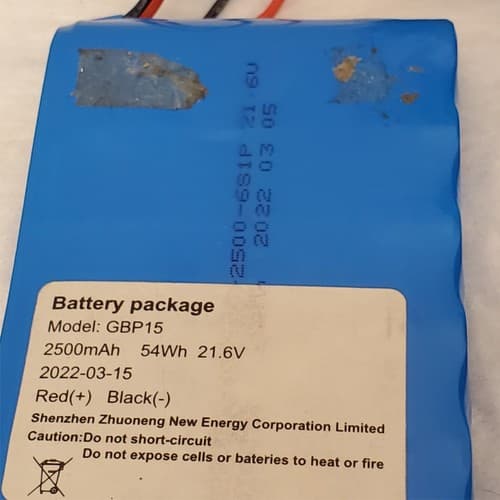 -2500-6S1P 21.6V
2022 03 05
Battery package
Model: GBP15
2500mAh 54Wh 21.6V
2022-03-15
Red(+) Black(-)
Shenzhen Zhuoneng New Energy Corporation Limited
Caution:Do not short-circuit
Do not expose cells or bateries to heat or fire